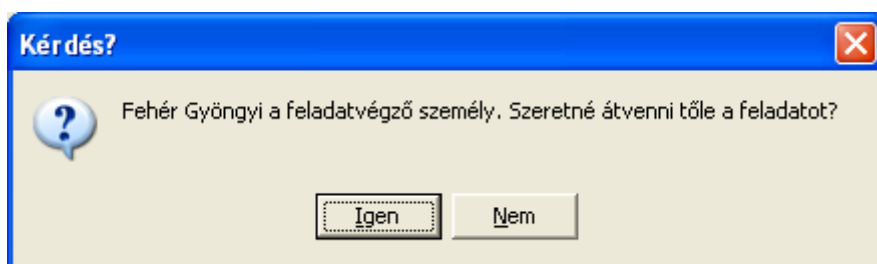 Kérdés?
Fehér Gyöngyi a feladatvégző személy. Szeretné átvenni tőle a feladatot?
Igen
Nem